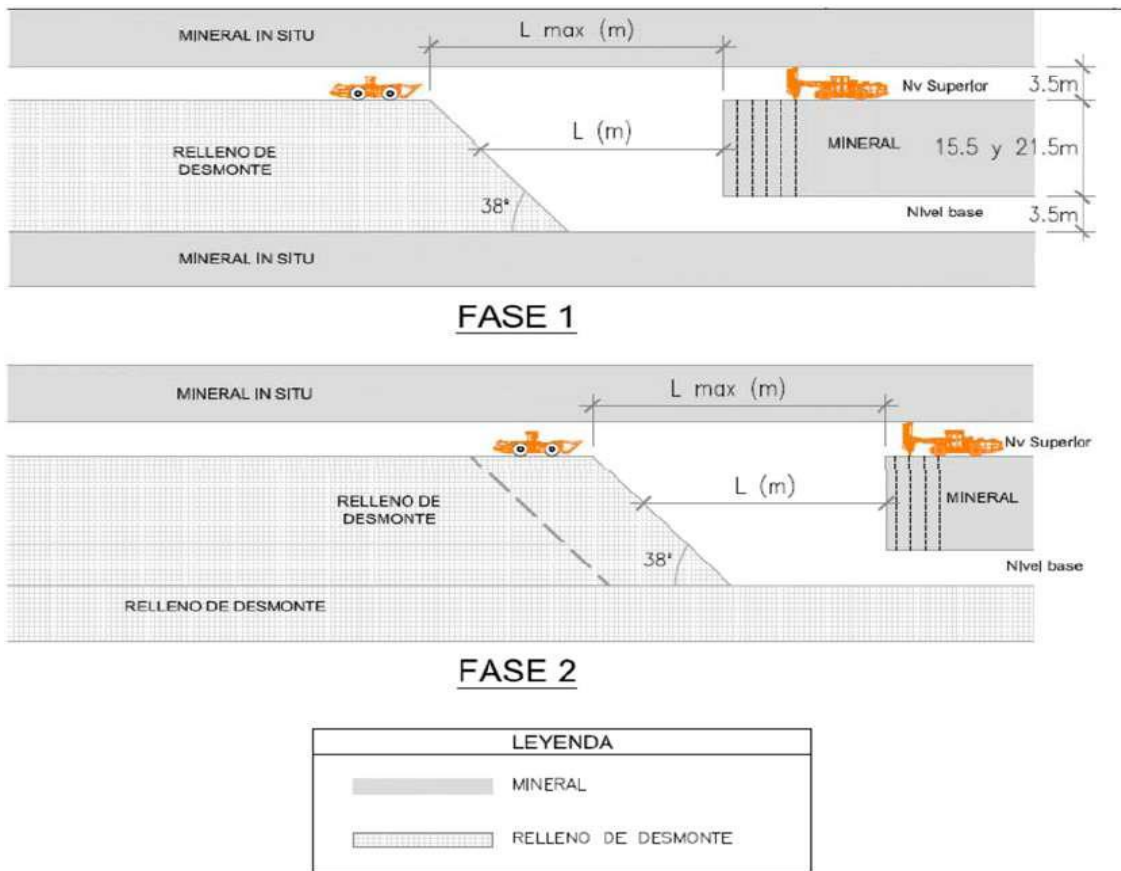 MINERAL IN SITU
L max (m)
Nv Superior
3.5m
L (m)
RELLENO DE
DESMONTE
MINERAL
15.5 y 21.5m
38°
Nivel base
3.5m
MINERAL IN SITU
FASE 1
MINERAL IN SITU
L max (m)
Nv Superior
RELLENO DE
DESMONTE
L (m)
MINERAL
38°
Nivel base
RELLENO DE DESMONTE
FASE 2
LEYENDA
MINERAL
RELLENO DE DESMONTE